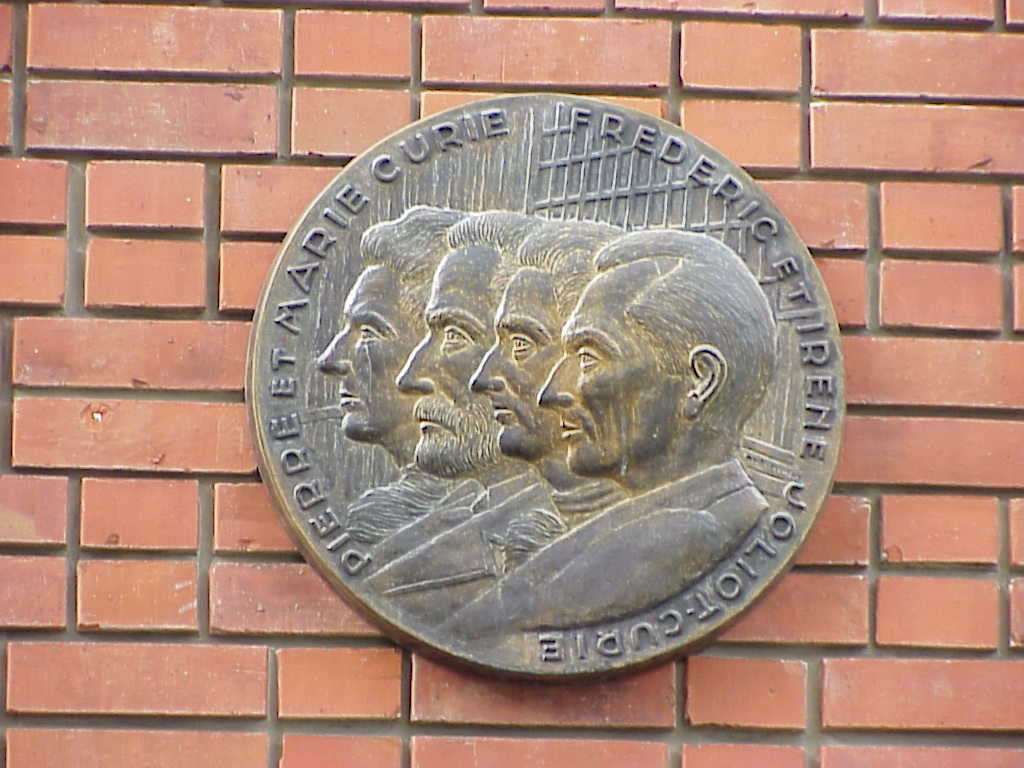 PIERRE ET MARIE CURIE
FREDERIC ET IRENE JOLIOT-CURIE